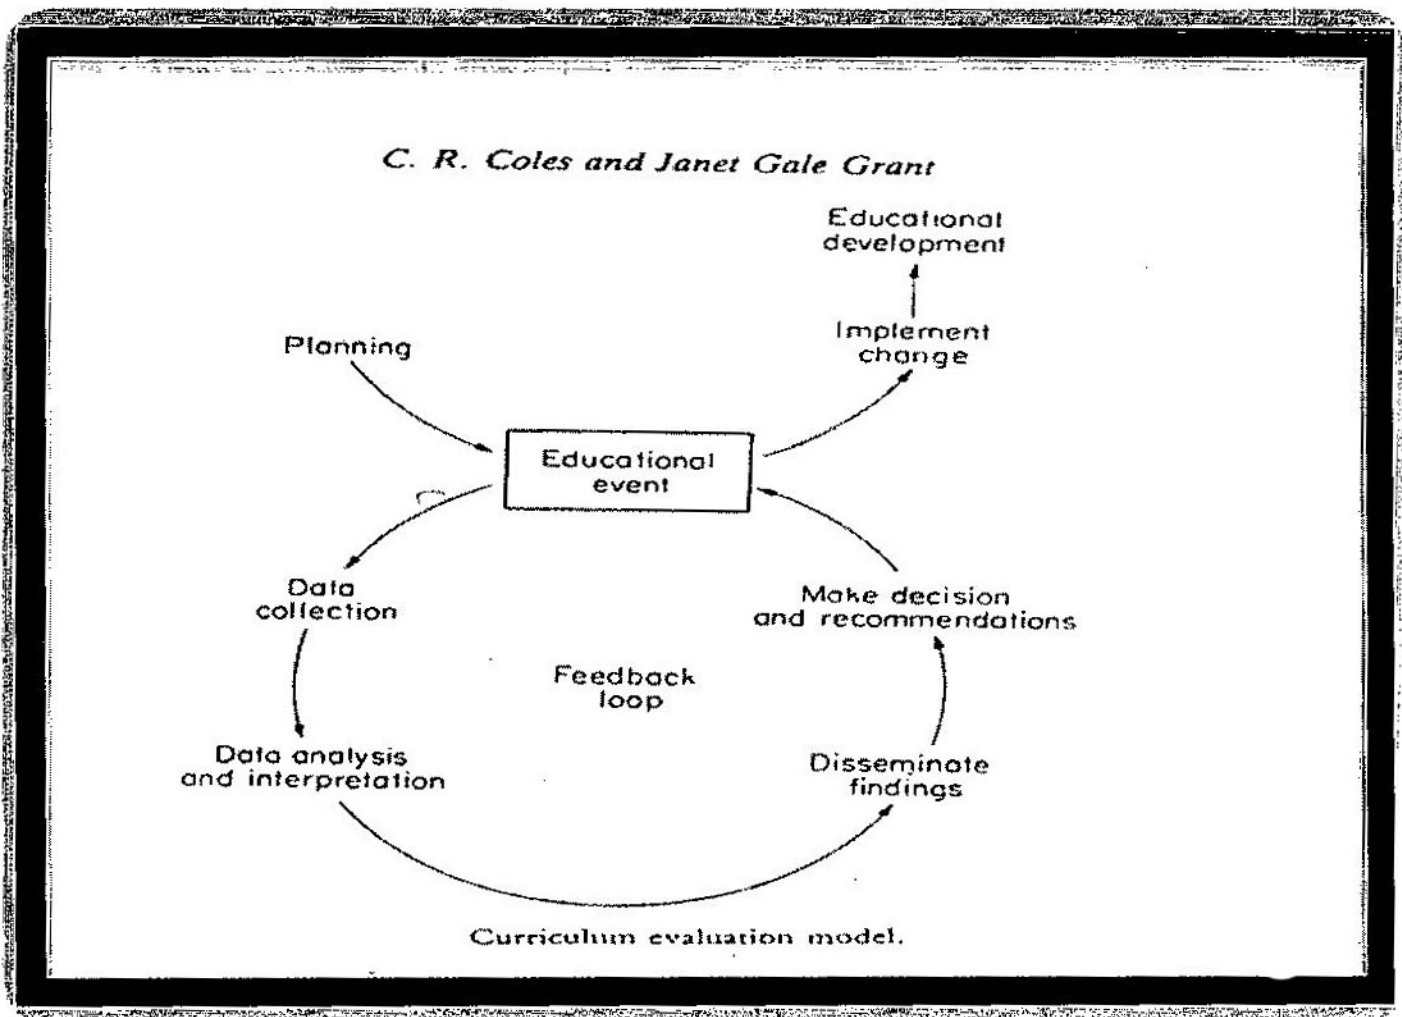 C. R. Coles and Janet Gale Grant
Educational
development
Implement
change
Planning
Educational
event
Data
collection
Make decision
and recommendations
Feedback
loop
Data analysis
and interpretation
Disseminate
findings
Curriculum evaluation model.